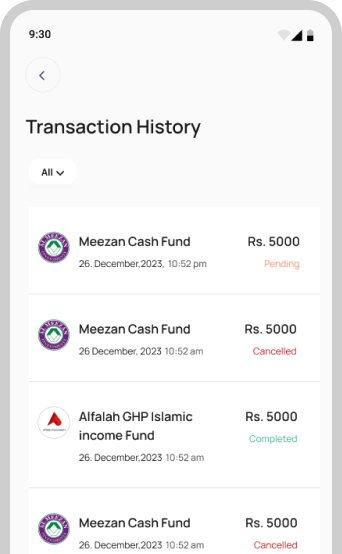 9:30
Transaction History
All
Meezan Cash Fund Rs. 5000
26. December,2023, 10:52 pm Pending
Meezan Cash Fund Rs. 5000
26 December, 2023 10:52 am Cancelled
Alfalah GHP Islamic Rs. 5000
income Fund Completed
26. December,2023 10:52 am
Meezan Cash Fund Rs. 5000
26. December,2023 10:52 am Cancelled